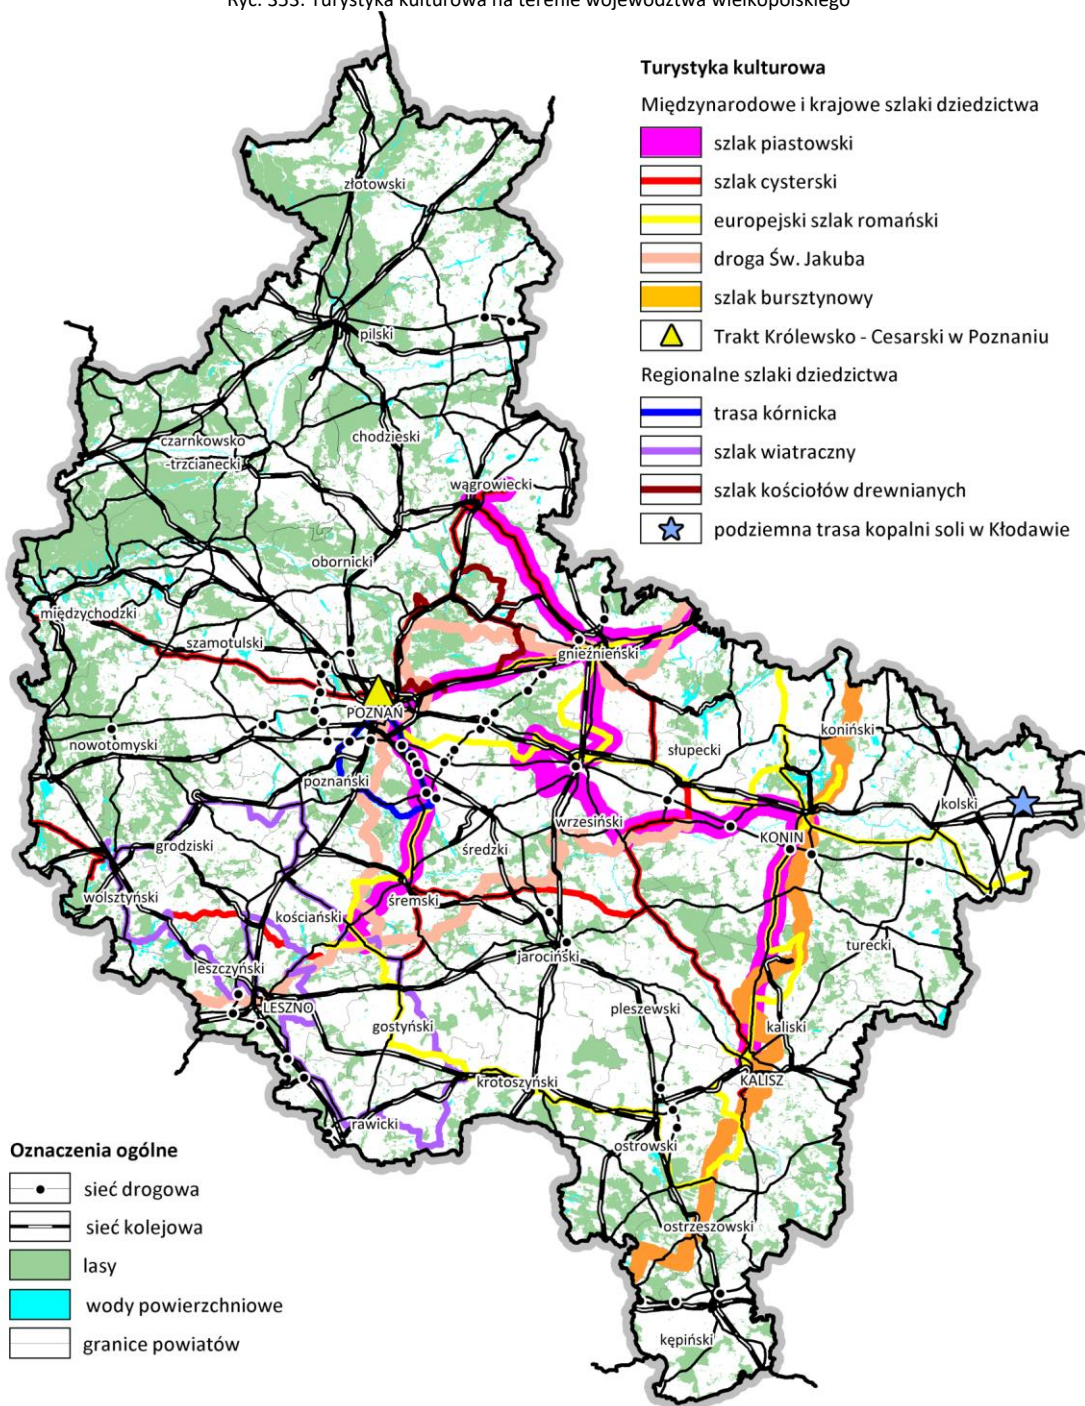 Ryc. 353. Turystyka kulturowa na terenie województwa wielkopolskiego
Turystyka kulturowa
Międzynarodowe i krajowe szlaki dziedzictwa
szlak piastowski
szlak cysterski
europejski szlak romański
droga Św. Jakuba
szlak bursztynowy
Trakt Królewsko - Cesarski w Poznaniu
Regionalne szlaki dziedzictwa
trasa kórnicka
szlak wiatraczny
szlak kościołów drewnianych
podziemna trasa kopalni soli w Kłodawie
złotowski
pilski
czarnkowsko
-trzcianecki
chodzieski
wągrowiecki
obornicki
międzychodzki
szamotulski
gnieźnieński
POZNAŃ
nowotomyski
poznański
słupecki
koniński
kolski
wrzesiński
KONIN
średzki
grodziski
wolsztyński
kościański
śremski
turecki
jarociński
leszczyński
LESZNO
gostyński
pleszewski
kaliski
KALISZ
krotoszyński
rawicki
ostrowski
ostrzeszowski
kępiński
Oznaczenia ogólne
sieć drogowa
sieć kolejowa
lasy
wody powierzchniowe
granice powiatów